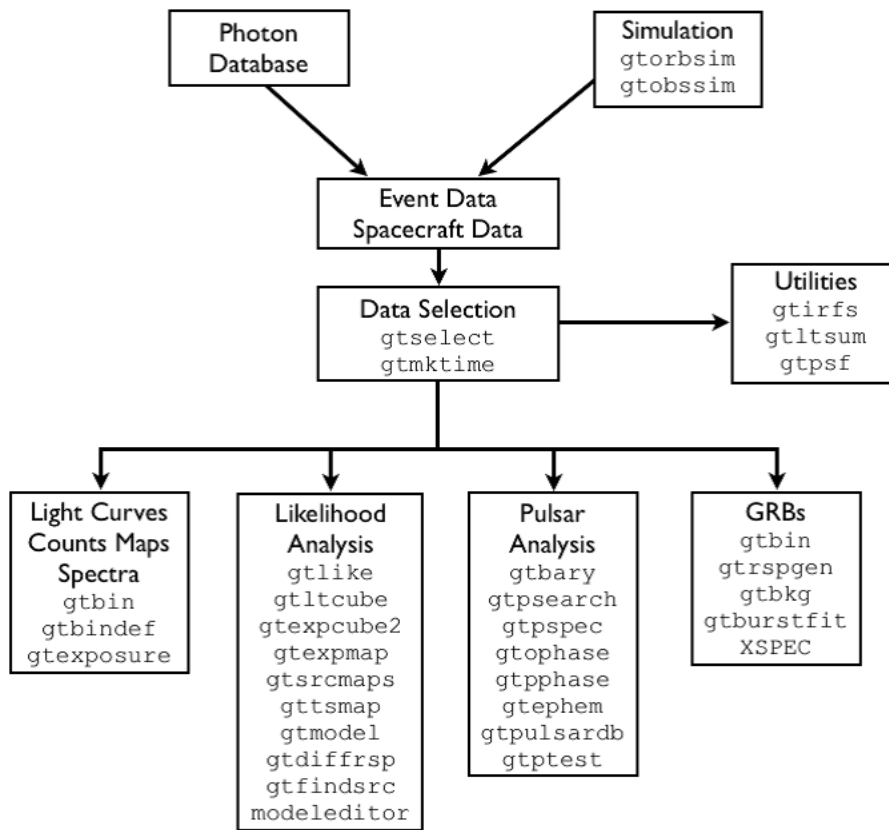 Photon
Database
Simulation
gtorbsim
gtobssim
Event Data
Spacecraft Data
Data Selection
gtselect
gtmktime
Utilities
gtirfs
gtltsum
gtpsf
Light Curves
Counts Maps
Spectra
gtbin
gtbindef
gtexposure
Likelihood
Analysis
gtlike
gtltcube
gtexpcube2
gtexpmap
gtsrcmaps
gttsmap
gtmodel
gtdiffrsp
gtfindsrc
modeleditor
Pulsar
Analysis
gtbary
gtpsearch
gtpspec
gtophase
gtpphase
gtephem
gtpulsardb
gtptest
GRBs
gtbin
gtrspgen
gtbkg
gtburstfit
XSPEC